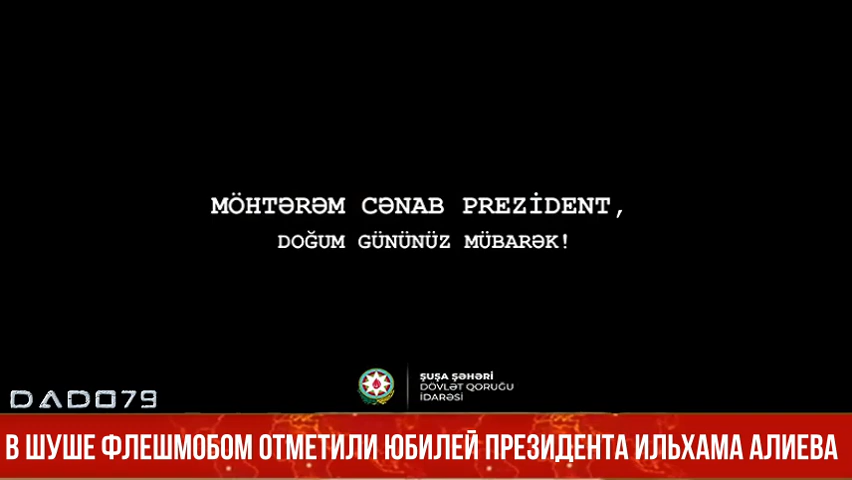 MÖHTƏRƏM CƏNAB PREZİDENT,
DOĞUM GÜNÜNÜZ MÜBARƏK!
ŞUŞA ŞƏHƏRİ
DÖVLƏT QORUĞU
İDARƏSİ
DADO79
В ШУШЕ ФЛЕШМОБОМ ОТМЕТИЛИ ЮБИЛЕЙ ПРЕЗИДЕНТА ИЛЬХАМА АЛИЕВА